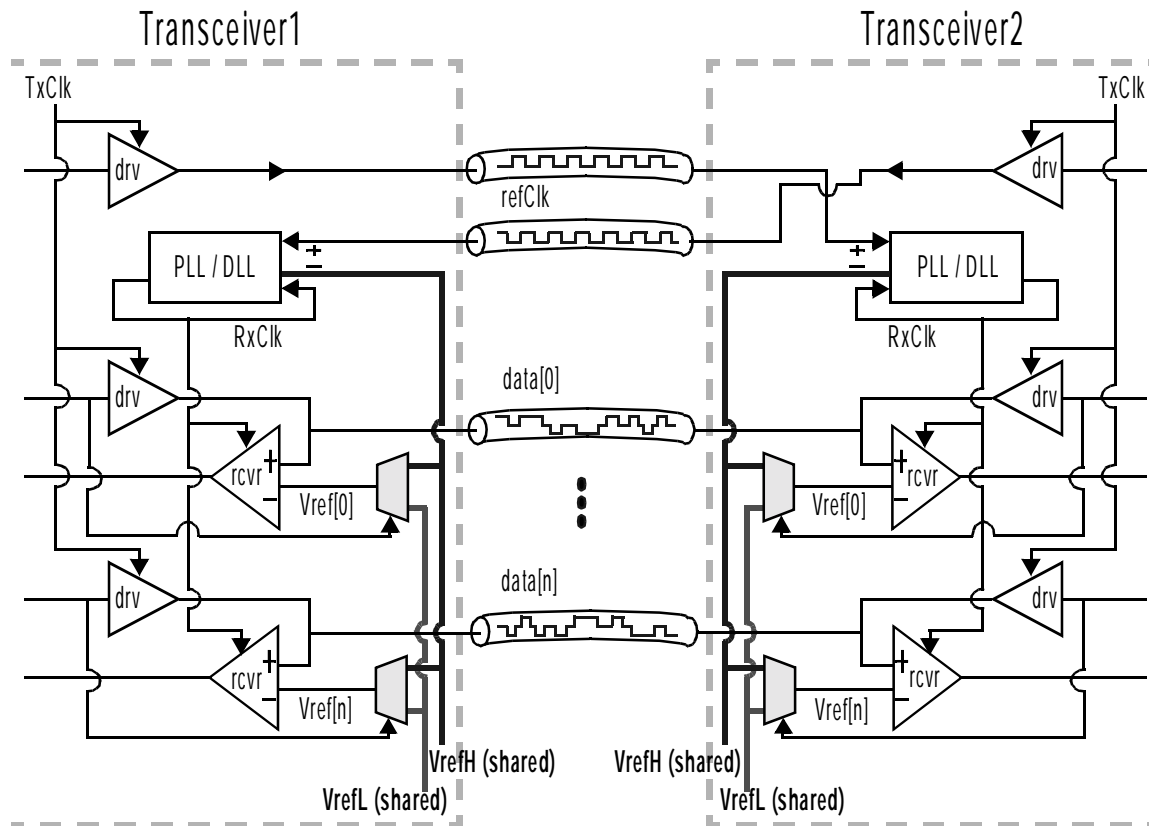 Transceiver1
Transceiver2
TxClk
TxClk
drv
drv
refClk
+
−
+
−
PLL / DLL
PLL / DLL
RxClk
RxClk
data[0]
drv
drv
rcvr
+
−
+
−
rcvr
Vref[0]
Vref[0]
data[n]
drv
drv
rcvr
+
−
+
−
rcvr
Vref[n]
Vref[n]
VrefH (shared)
VrefH (shared)
VrefL (shared)
VrefL (shared)